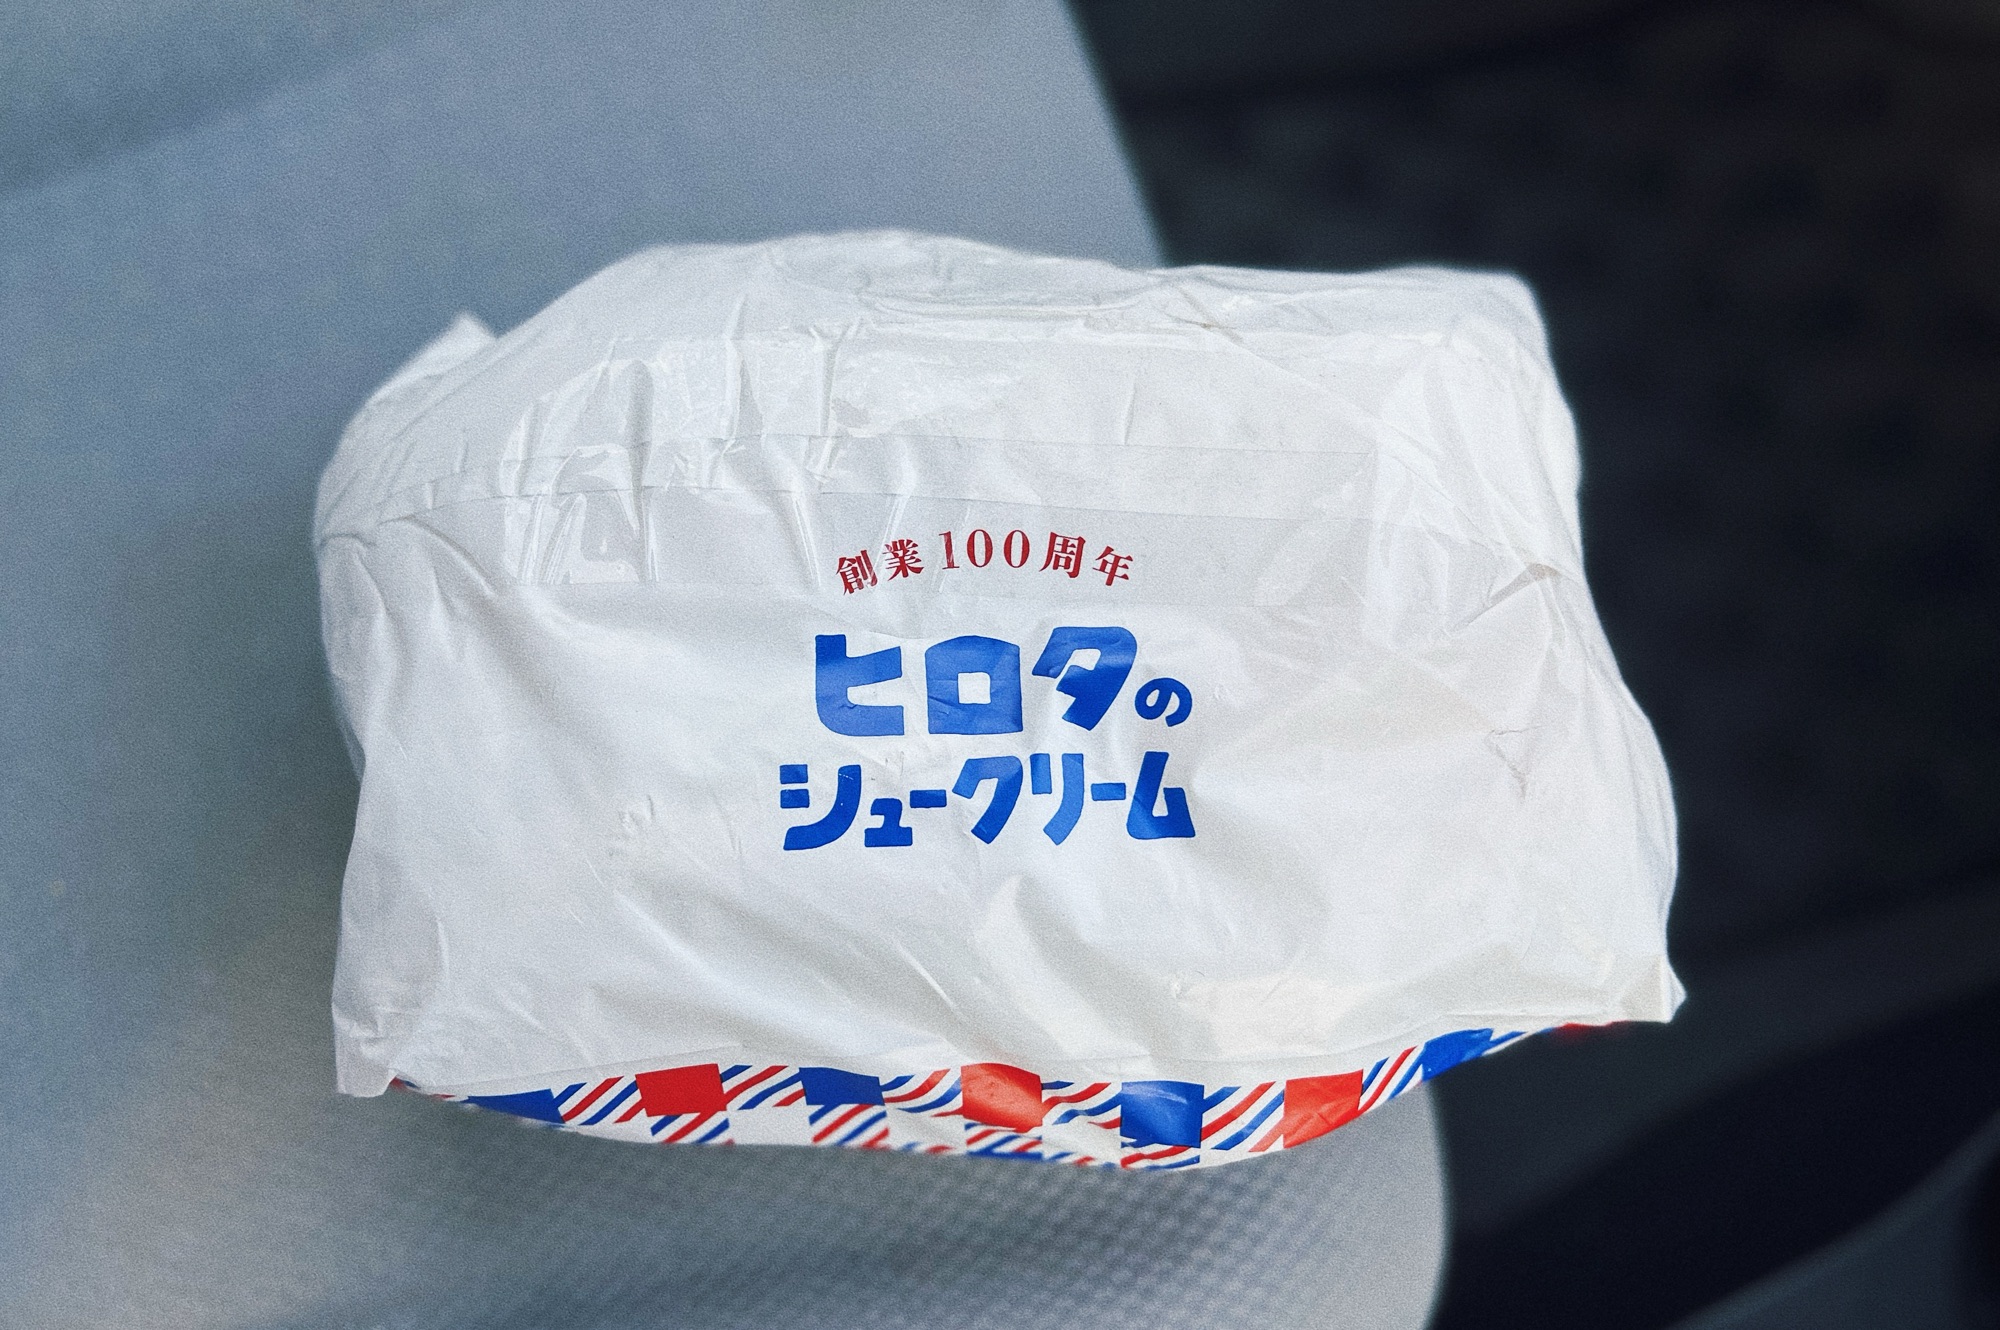 創業100周年
ヒロタの
シュークリーム